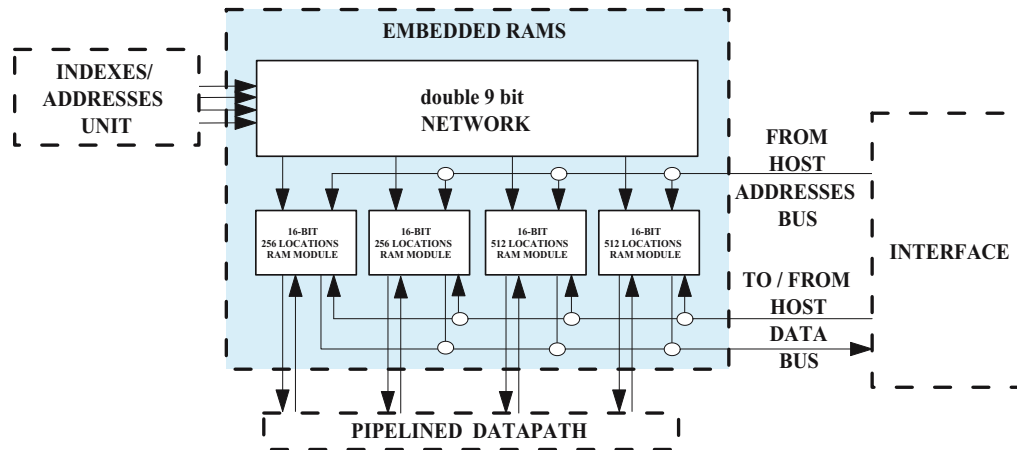 EMBEDDED RAMS
INDEXES/
ADDRESSES
UNIT
double 9 bit
NETWORK
FROM
HOST
ADDRESSES
BUS
16-BIT
256 LOCATIONS
RAM MODULE
16-BIT
256 LOCATIONS
RAM MODULE
16-BIT
512 LOCATIONS
RAM MODULE
16-BIT
512 LOCATIONS
RAM MODULE
INTERFACE
TO / FROM
HOST
DATA
BUS
PIPELINED DATAPATH